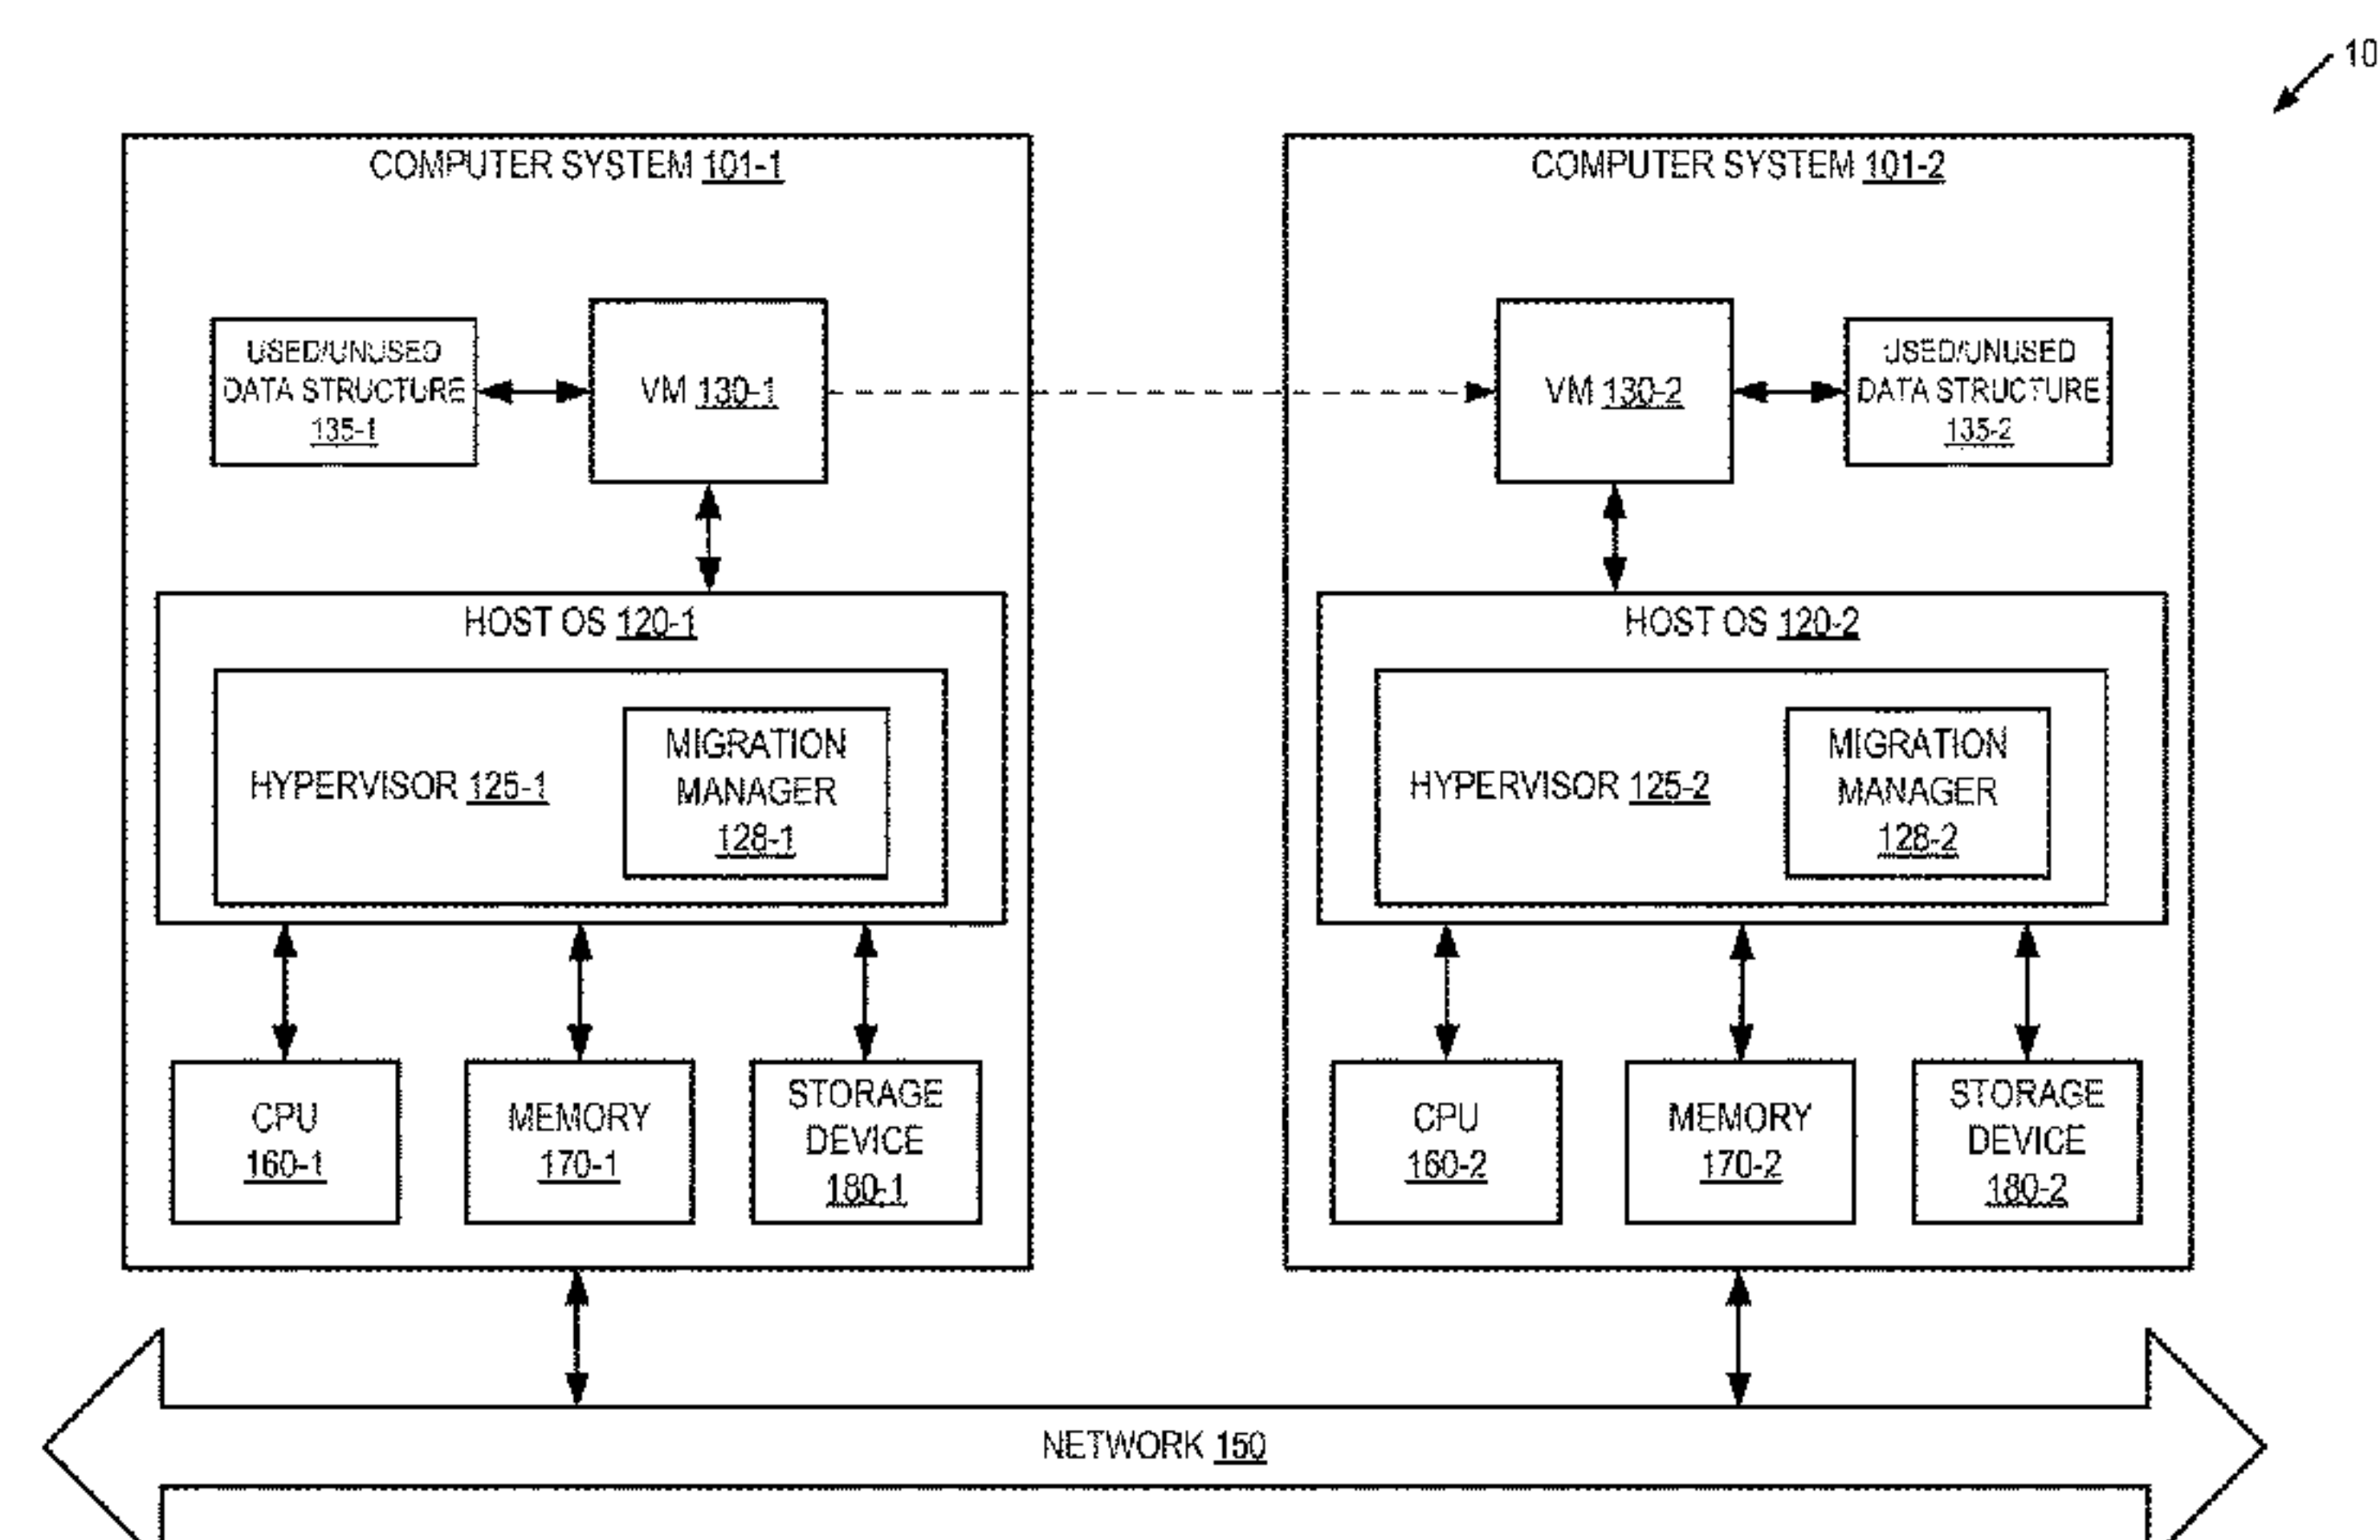 10
COMPUTER SYSTEM 101-1
USED/UNUSED
DATA STRUCTURE
135-1
VM 130-1
HOST OS 120-1
HYPERVISOR 125-1
MIGRATION
MANAGER
128-1
CPU
160-1
MEMORY
170-1
STORAGE
DEVICE
180-1
COMPUTER SYSTEM 101-2
VM 130-2
USED/UNUSED
DATA STRUCTURE
135-2
HOST OS 120-2
HYPERVISOR 125-2
MIGRATION
MANAGER
128-2
CPU
160-2
MEMORY
170-2
STORAGE
DEVICE
180-2
NETWORK 150